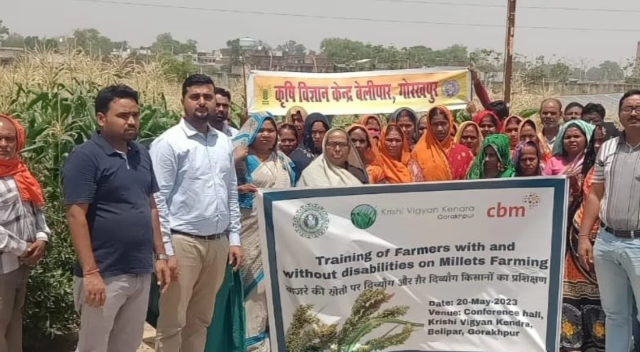 कृषि विज्ञान केन्द्र बेलीपार, गोरखपुर
Krishi Vigyan Kendra
Gorakhpur
cbm
Training of Farmers with and
without disabilities on Millets Farming
बाजरे की खेती पर दिव्यांग और गैर दिव्यांग किसानों का प्रशिक्षण
Date: 20-May-2023
Venue: Conference hall,
Krishi Vigyan Kendra,
Belipar, Gorakhpur